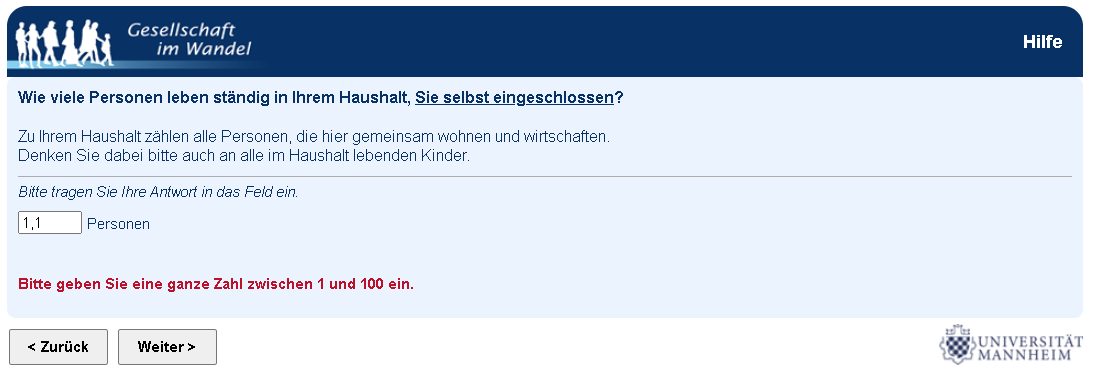 Gesellschaft
im Wandel
Hilfe
Wie viele Personen leben ständig in Ihrem Haushalt, Sie selbst eingeschlossen?
Zu Ihrem Haushalt zählen alle Personen, die hier gemeinsam wohnen und wirtschaften.
Denken Sie dabei bitte auch an alle im Haushalt lebenden Kinder.
Bitte tragen Sie Ihre Antwort in das Feld ein.
1,1 Personen
Bitte geben Sie eine ganze Zahl zwischen 1 und 100 ein.
< Zurück Weiter >
UNIVERSITÄT
MANNHEIM